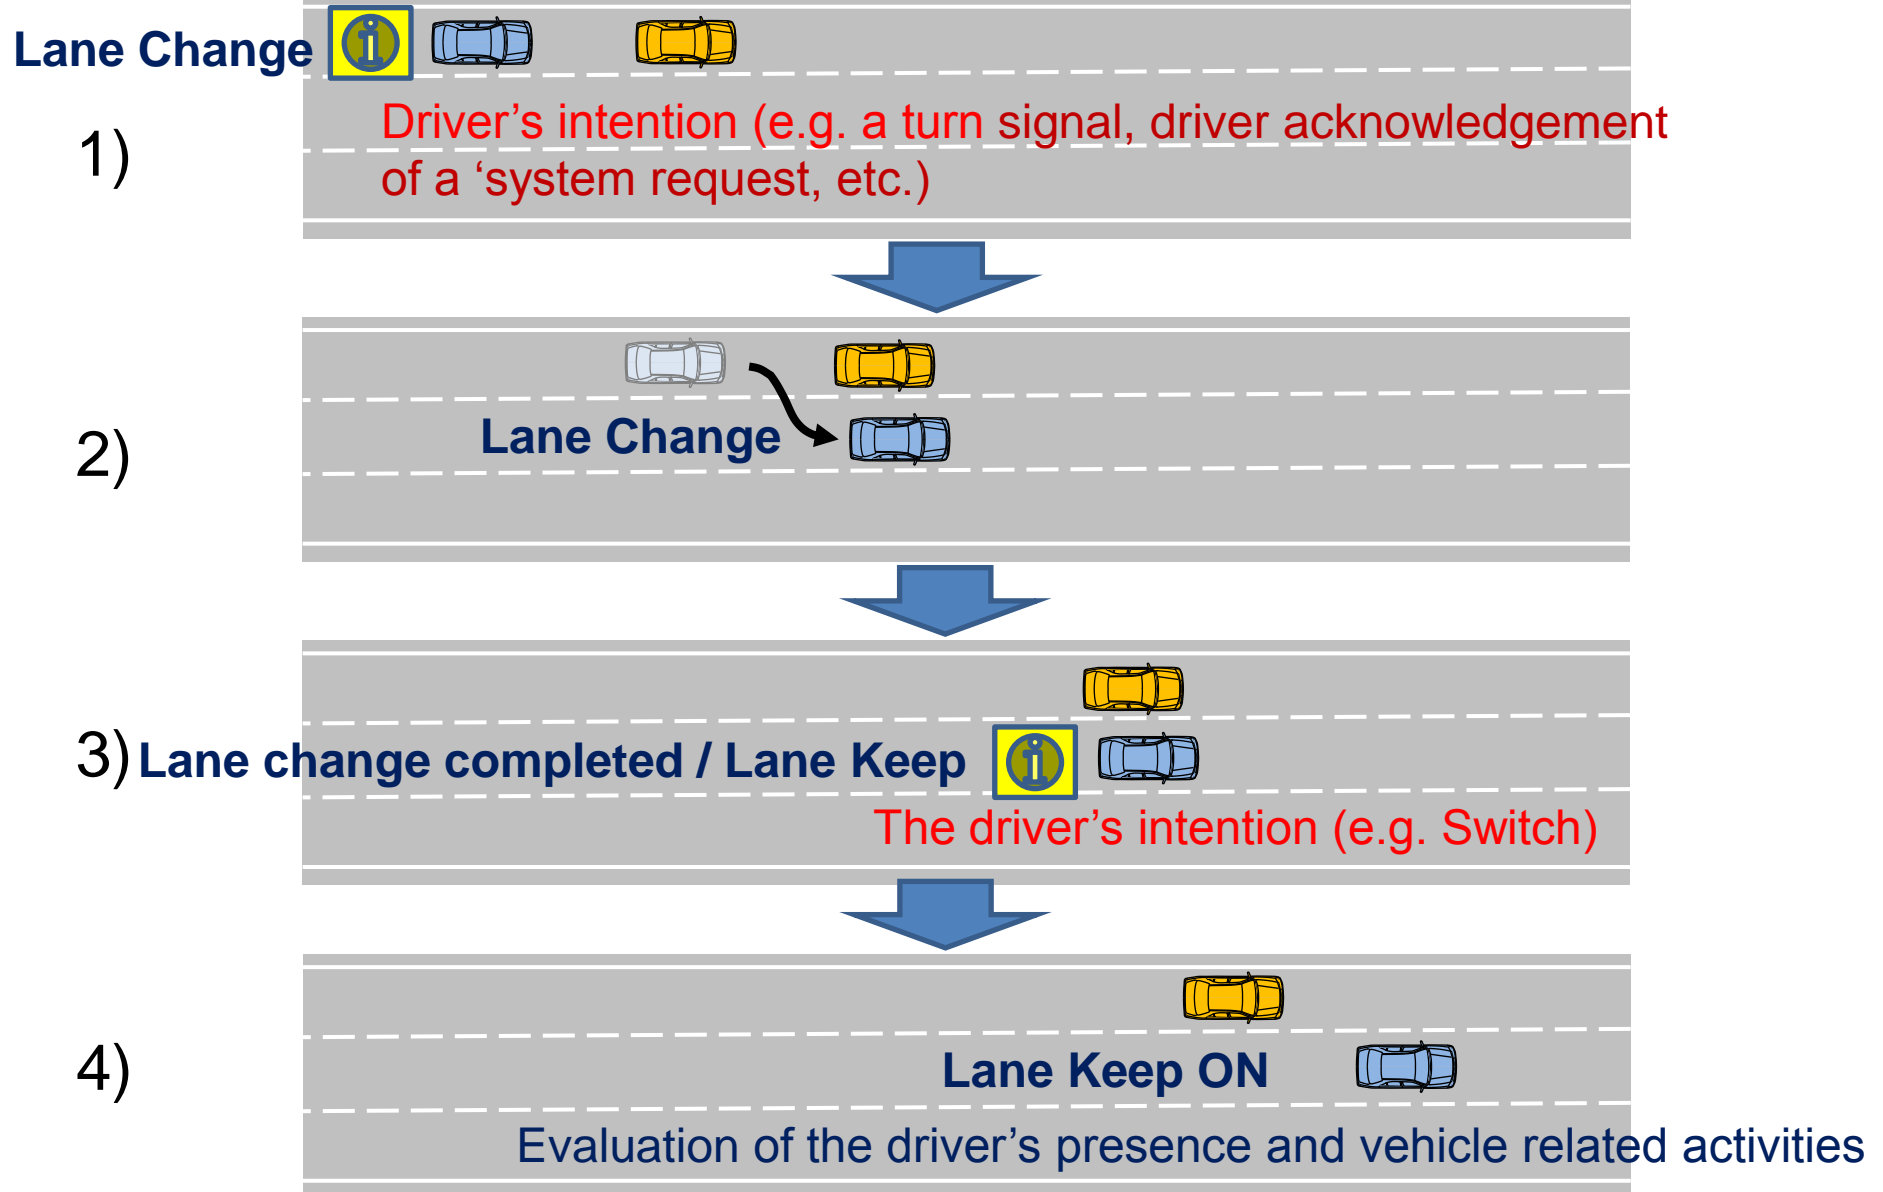 Lane Change
1)
Driver’s intention (e.g. a turn signal, driver acknowledgement
of a ‘system request, etc.)
2)
Lane Change
3)
Lane change completed / Lane Keep
The driver’s intention (e.g. Switch)
4)
Lane Keep ON
Evaluation of the driver’s presence and vehicle related activities